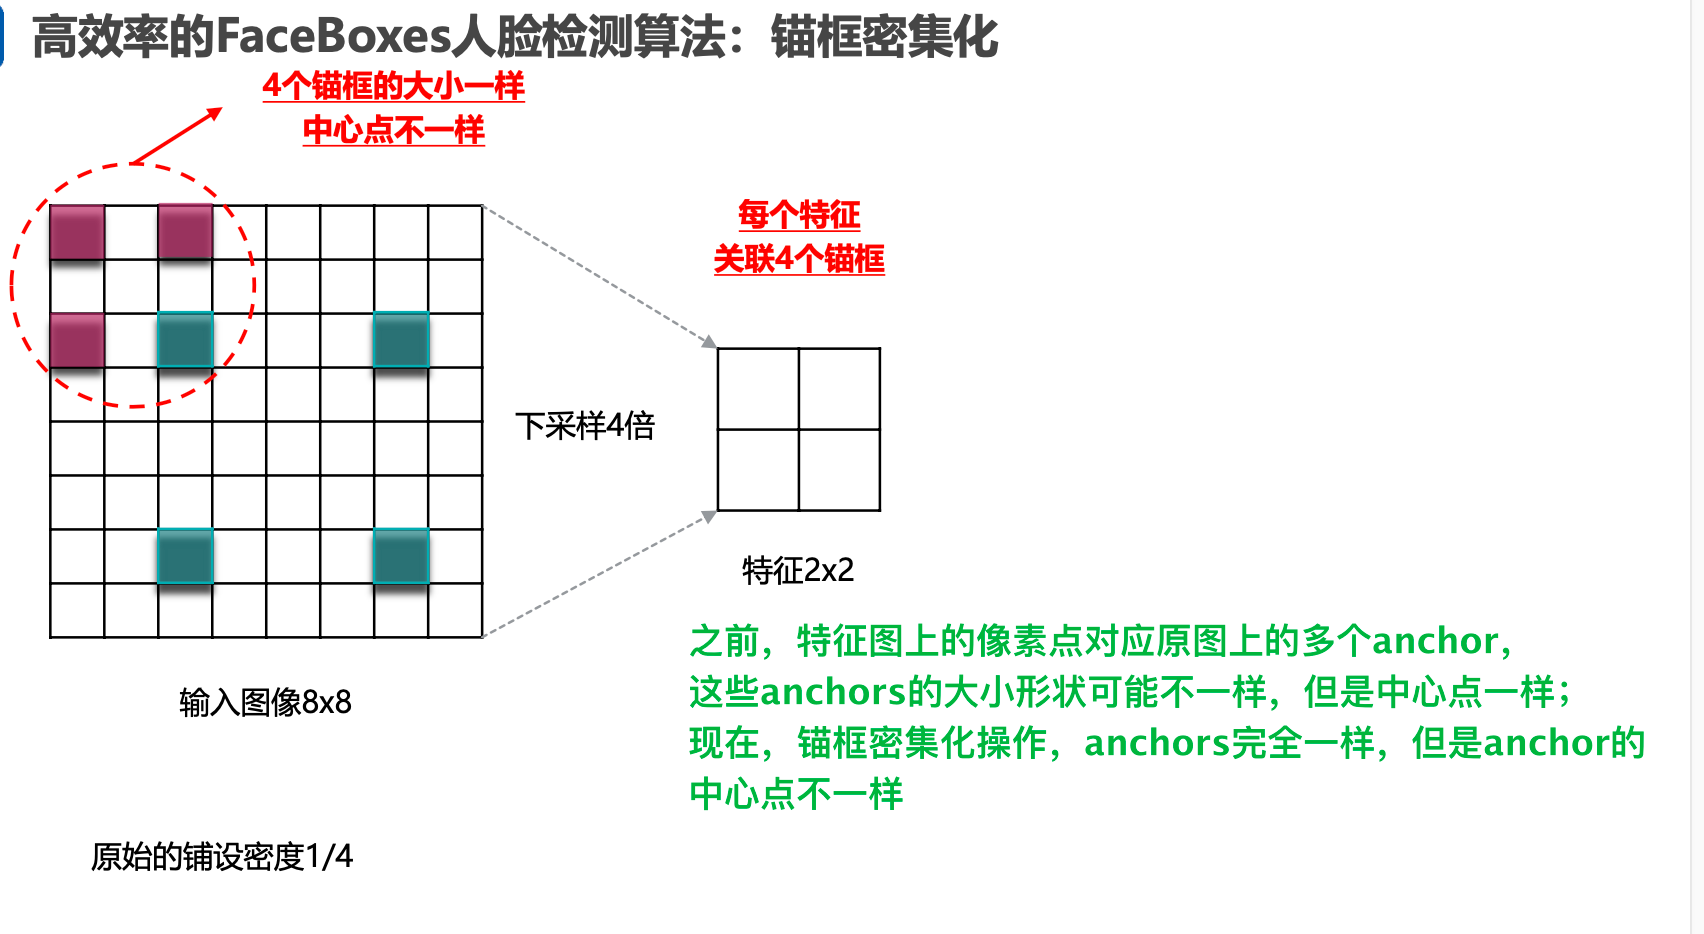 高效率的FaceBoxes人脸检测算法：锚框密集化
4个锚框的大小一样
中心点不一样
每个特征
关联4个锚框
下采样4倍
特征2x2
输入图像8x8
之前，特征图上的像素点对应原图上的多个anchor，
这些anchors的大小形状可能不一样，但是中心点一样；
现在，锚框密集化操作，anchors完全一样，但是anchor的
中心点不一样
原始的铺设密度1/4